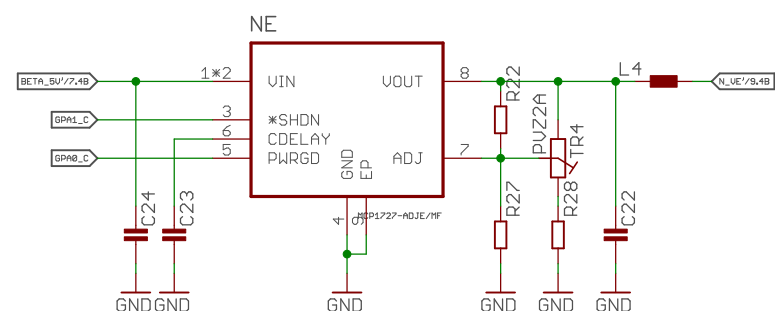 NE
BETA_5V'/7.4B
1*2
VIN
VOUT
8
L4
N_VE'/9.4B
GPA1_C
3
*SHDN
6
CDELAY
GPA0_C
5
PWRGD
GND
EP
ADJ
7
R22
PVZ2A
TR4
MCP1727-ADJE/MF
4
9
C24
C23
R27
R28
C22
GND
GND
GND
GND
GND
GND